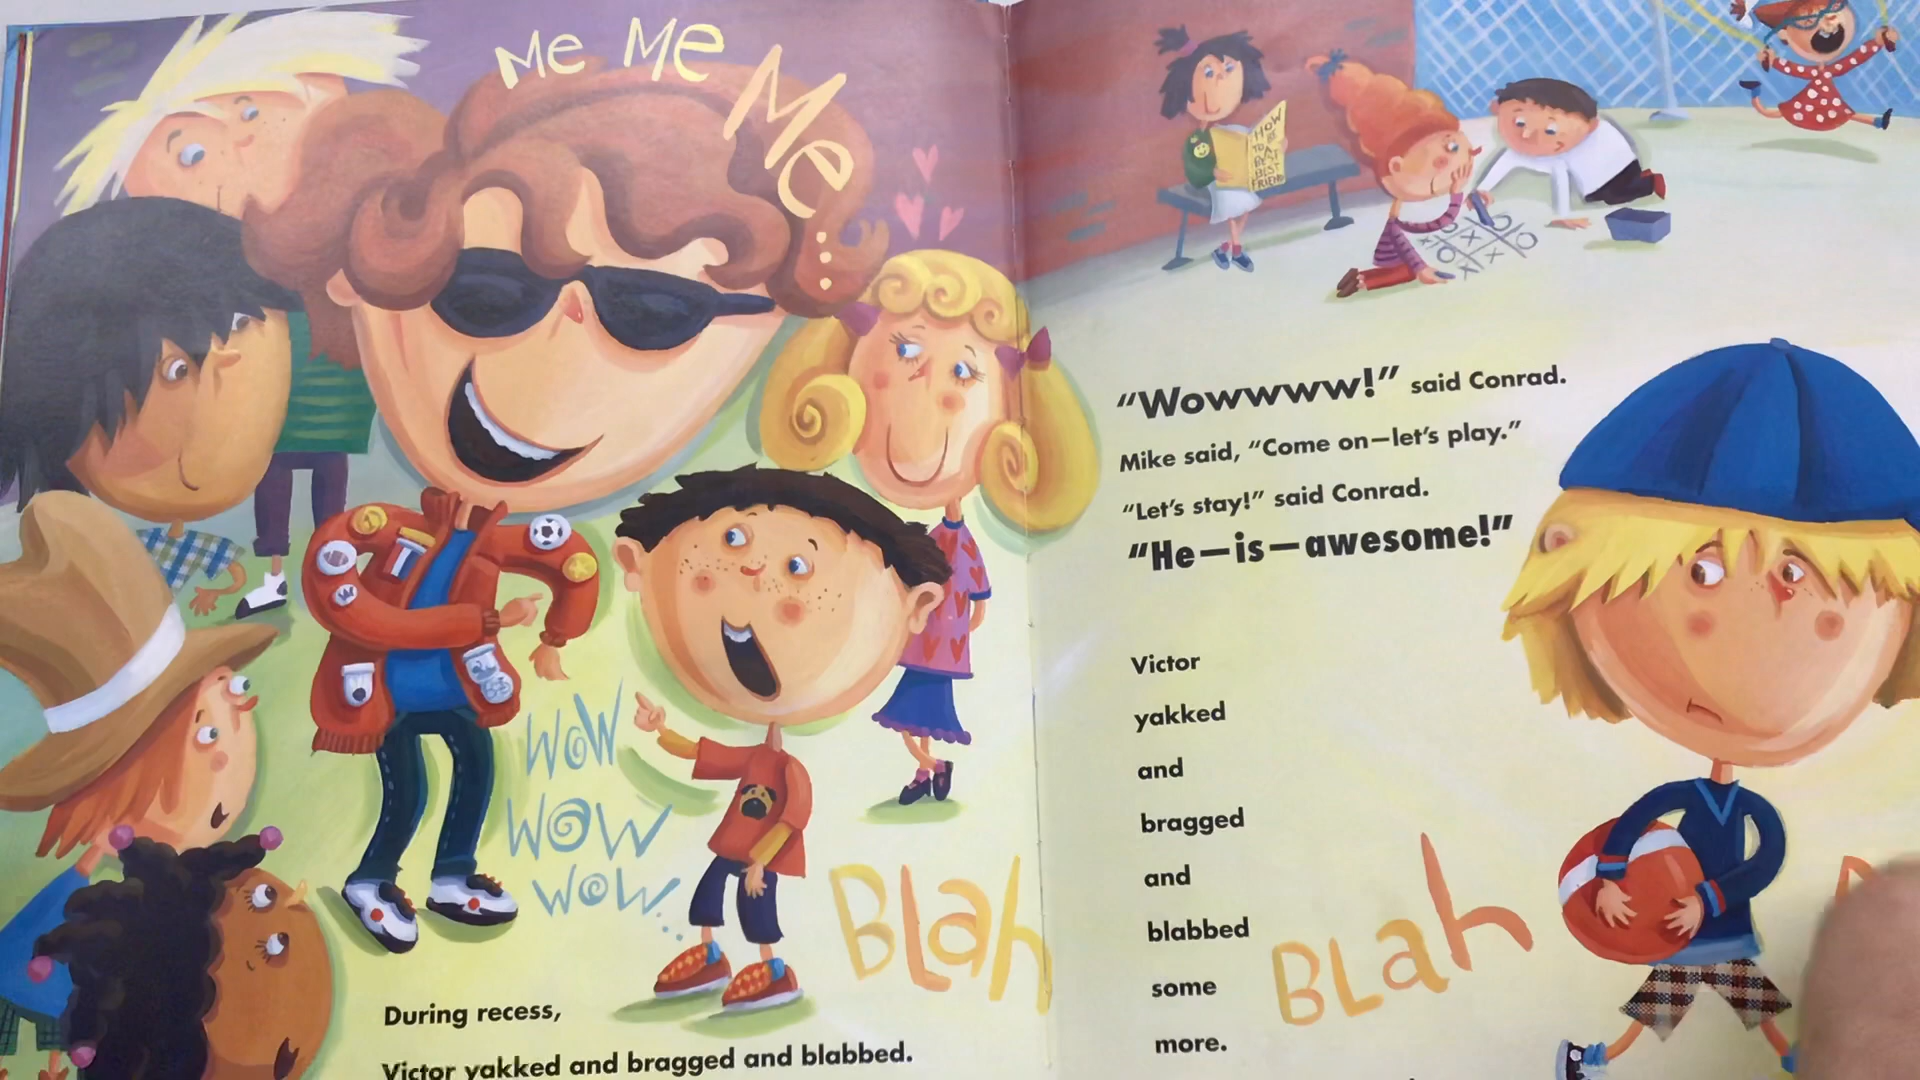 Me Me Me Me...
WOW
WOW
WOW
BLah
During recess,
Victor yakked and bragged and blabbed.
HOW
TO BE
A
BEST
BEST
FRIEND
“Wowwww!” said Conrad.
Mike said, “Come on—let’s play.”
“Let’s stay!” said Conrad.
“He—is—awesome!”
Victor
yakked
and
bragged
and
blabbed
some
more.
BLah